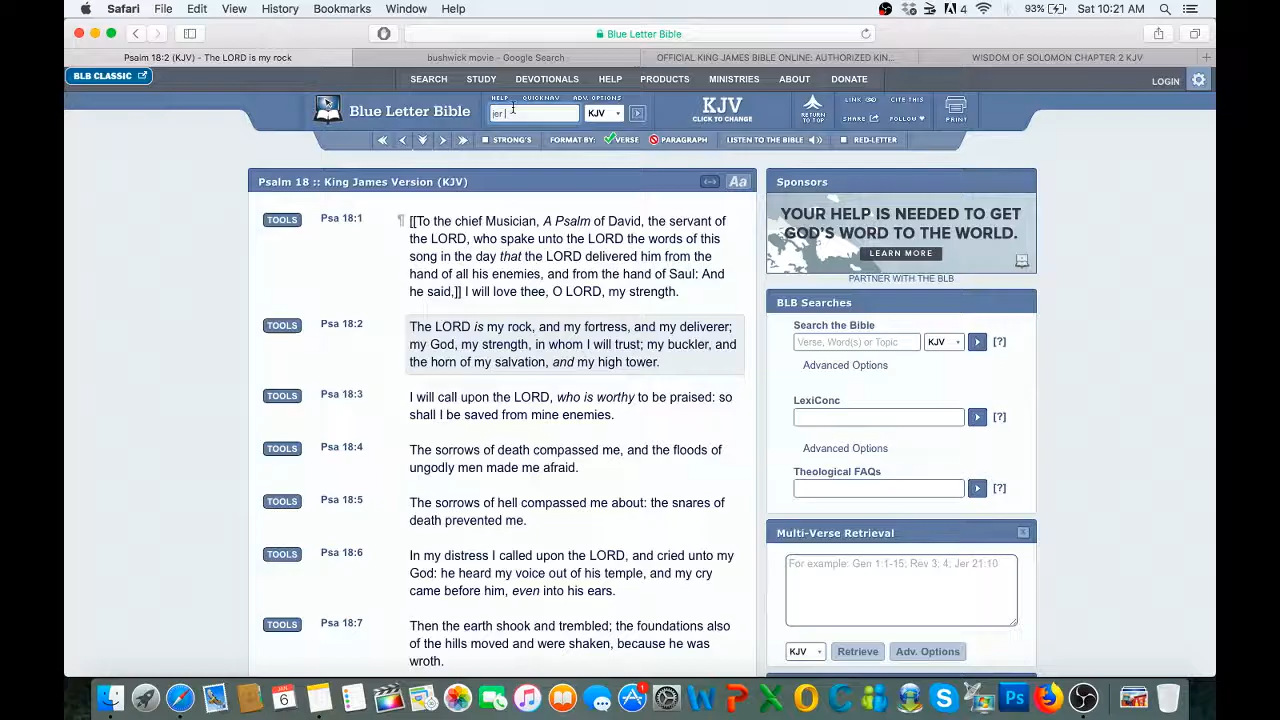 Safari File Edit View History Bookmarks Window Help 4 93% Sat 10:21 AM
Blue Letter Bible
Psalm 18:2 (KJV) - The LORD is my rock bushwick movie - Google Search OFFICIAL KING JAMES BIBLE ONLINE: AUTHORIZED KIN... WISDOM OF SOLOMON CHAPTER 2 KJV
BLB CLASSIC SEARCH STUDY DEVOTIONALS HELP PRODUCTS MINISTRIES ABOUT DONATE LOGIN
HELP QUICKNAV ADV. OPTIONS
Blue Letter Bible jer KJV KJV
CLICK TO CHANGE
RETURN TO TOP LINK CITE THIS
SHARE FOLLOW PRINT
STRONG'S FORMAT BY: VERSE PARAGRAPH LISTEN TO THE BIBLE RED-LETTER
Psalm 18 :: King James Version (KJV) Aa
TOOLS Psa 18:1 ¶ [[To the chief Musician, A Psalm of David, the servant of
the LORD, who spake unto the LORD the words of this
song in the day that the LORD delivered him from the
hand of all his enemies, and from the hand of Saul: And
he said,]] I will love thee, O LORD, my strength.
TOOLS Psa 18:2 The LORD is my rock, and my fortress, and my deliverer;
my God, my strength, in whom I will trust; my buckler, and
the horn of my salvation, and my high tower.
TOOLS Psa 18:3 I will call upon the LORD, who is worthy to be praised: so
shall I be saved from mine enemies.
TOOLS Psa 18:4 The sorrows of death compassed me, and the floods of
ungodly men made me afraid.
TOOLS Psa 18:5 The sorrows of hell compassed me about: the snares of
death prevented me.
TOOLS Psa 18:6 In my distress I called upon the LORD, and cried unto my
God: he heard my voice out of his temple, and my cry
came before him, even into his ears.
TOOLS Psa 18:7 Then the earth shook and trembled; the foundations also
of the hills moved and were shaken, because he was
wroth.
Sponsors
YOUR HELP IS NEEDED TO GET
GOD'S WORD TO THE WORLD.
LEARN MORE
PARTNER WITH THE BLB
BLB Searches
Search the Bible
Verse, Word(s) or Topic KJV [?]
Advanced Options
LexiConc
[?]
Advanced Options
Theological FAQs
[?]
Multi-Verse Retrieval x
For example: Gen 1:1-15; Rev 3: 4, Jer 21:10
KJV Retrieve Adv. Options